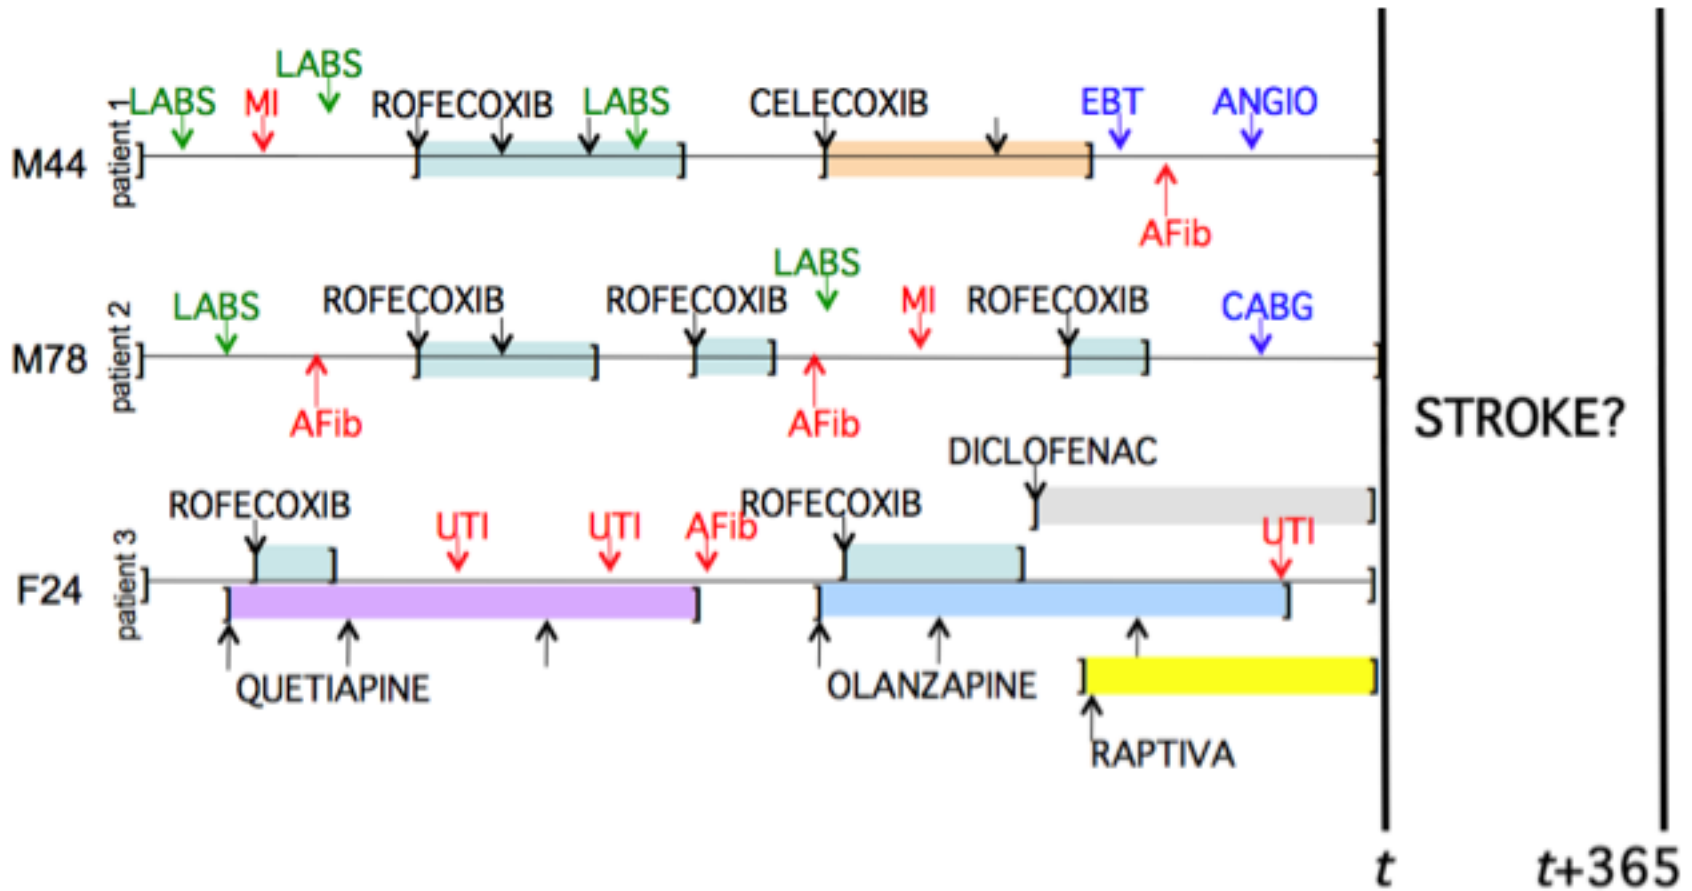 LABS
LABS MI ROFECOXIB LABS CELECOXIB EBT ANGIO
M44 patient 1
AFib
LABS
LABS ROFECOXIB ROFECOXIB MI ROFECOXIB CABG
M78 patient 2
AFib AFib
STROKE?
DICLOFENAC
ROFECOXIB UTI UTI AFib ROFECOXIB UTI
F24 patient 3
QUETIAPINE OLANZAPINE
RAPTIVA
t t+365